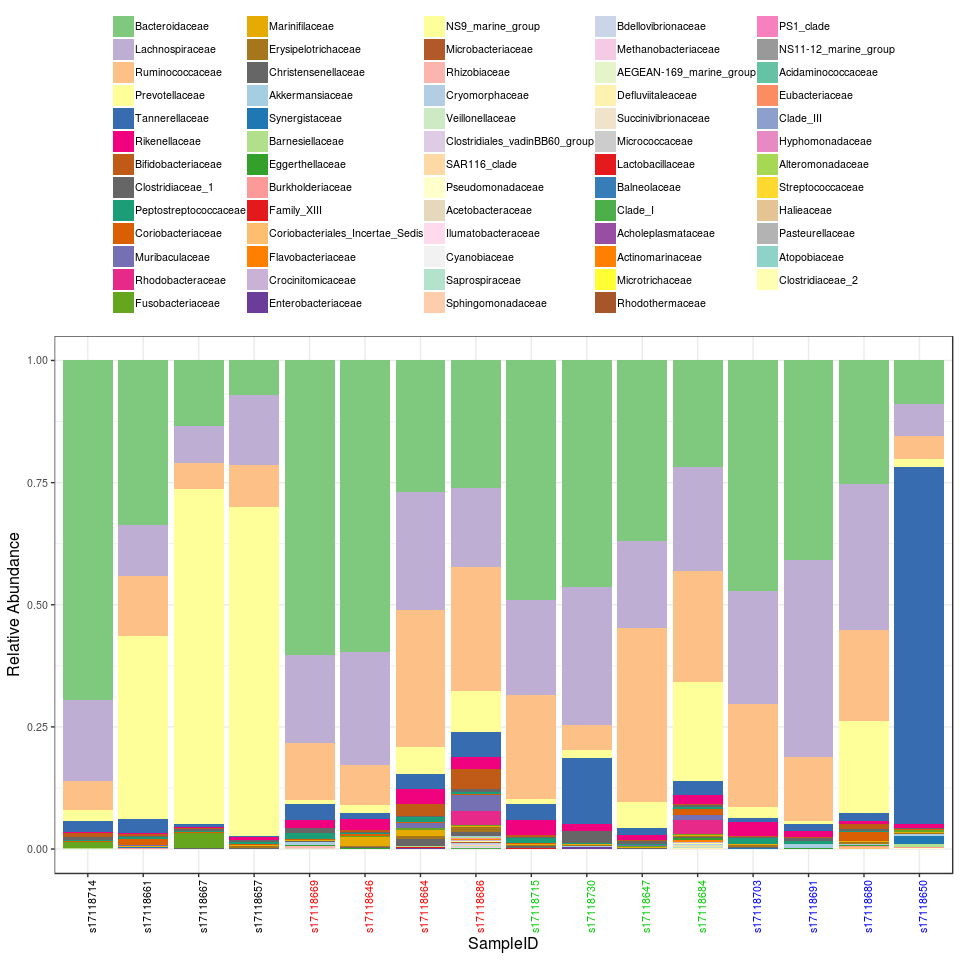 Bacteroidaceae Marinifilaceae NS9_marine_group Bdellovibrionaceae PS1_clade
Lachnospiraceae Erysipelotrichaceae Microbacteriaceae Methanobacteriaceae NS11-12_marine_group
Ruminococcaceae Christensenellaceae Rhizobiaceae AEGEAN-169_marine_group Acidaminococcaceae
Prevotellaceae Akkermansiaceae Cryomorphaceae Defluviitaleaceae Eubacteriaceae
Tannerellaceae Synergistaceae Veillonellaceae Succinivibrionaceae Clade_III
Rikenellaceae Barnesiellaceae Clostridiales_vadinBB60_group Micrococcaceae Hyphomonadaceae
Bifidobacteriaceae Eggerthellaceae SAR116_clade Lactobacillaceae Alteromonadaceae
Clostridiaceae_1 Burkholderiaceae Pseudomonadaceae Balneolaceae Streptococcaceae
Peptostreptococcaceae Family_XIII Acetobacteraceae Clade_I Halieaceae
Coriobacteriaceae Coriobacteriales_Incertae_Sedis Ilumatobacteraceae Acholeplasmataceae Pasteurellaceae
Muribaculaceae Flavobacteriaceae Cyanobiaceae Actinomarinaceae Atopobiaceae
Rhodobacteraceae Crocinitomicaceae Saprospiraceae Microtrichaceae Clostridiaceae_2
Fusobacteriaceae Enterobacteriaceae Sphingomonadaceae Rhodothermaceae
Relative Abundance
1.00
0.75
0.50
0.25
0.00
s17118714 s17118661 s17118667 s17118657 s17118669 s17118646 s17118664 s17118686 s17118715 s17118730 s17118647 s17118684 s17118703 s17118691 s17118680 s17118650
SampleID